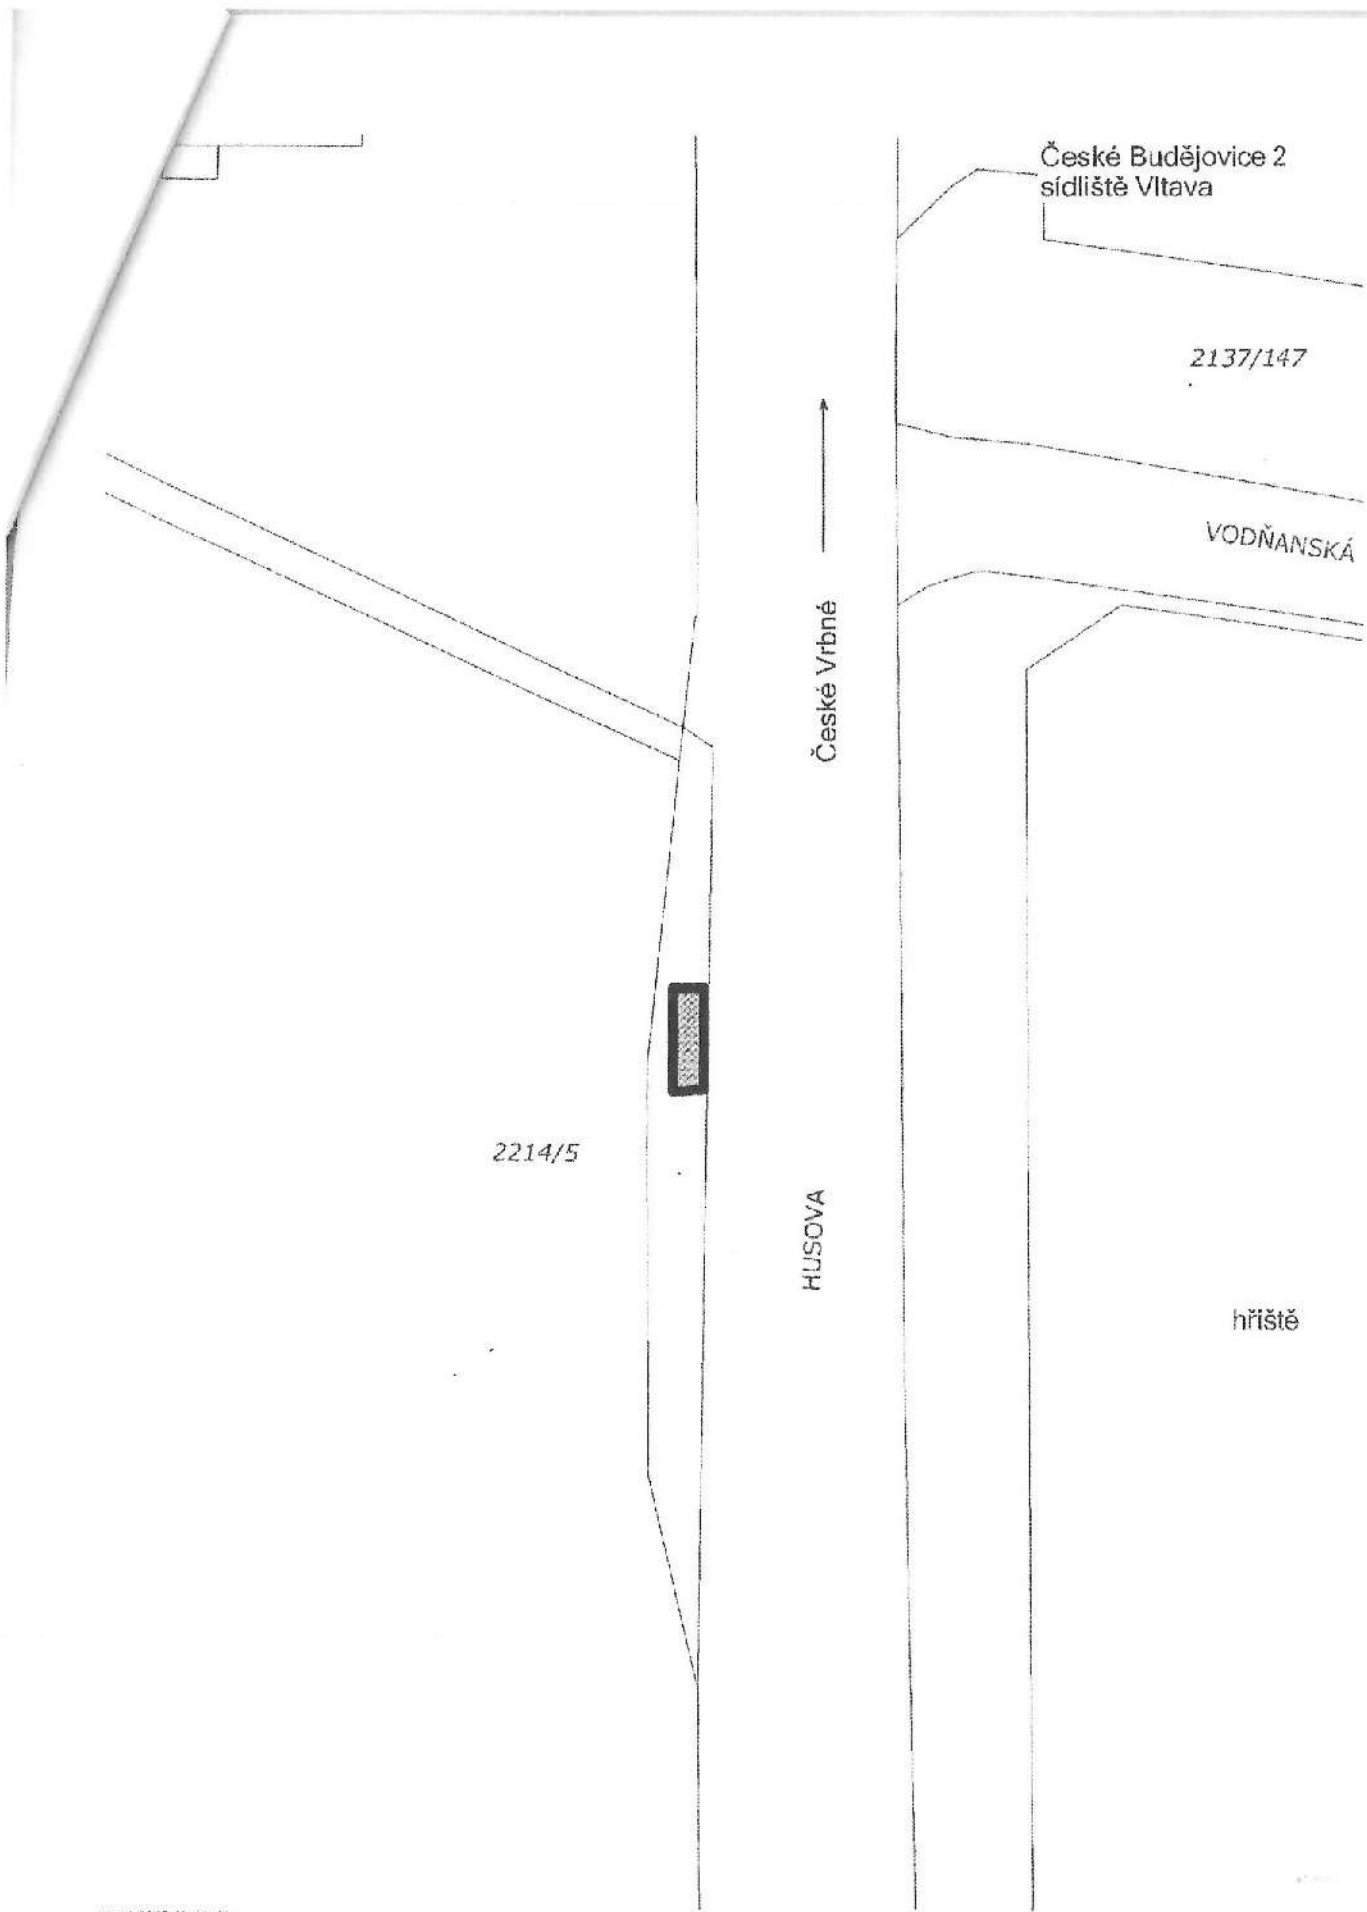 České Budějovice 2
sídliště Vltava
2137/147
VODŇANSKÁ
České Vrbné
2214/5
HUSOVA
hřiště